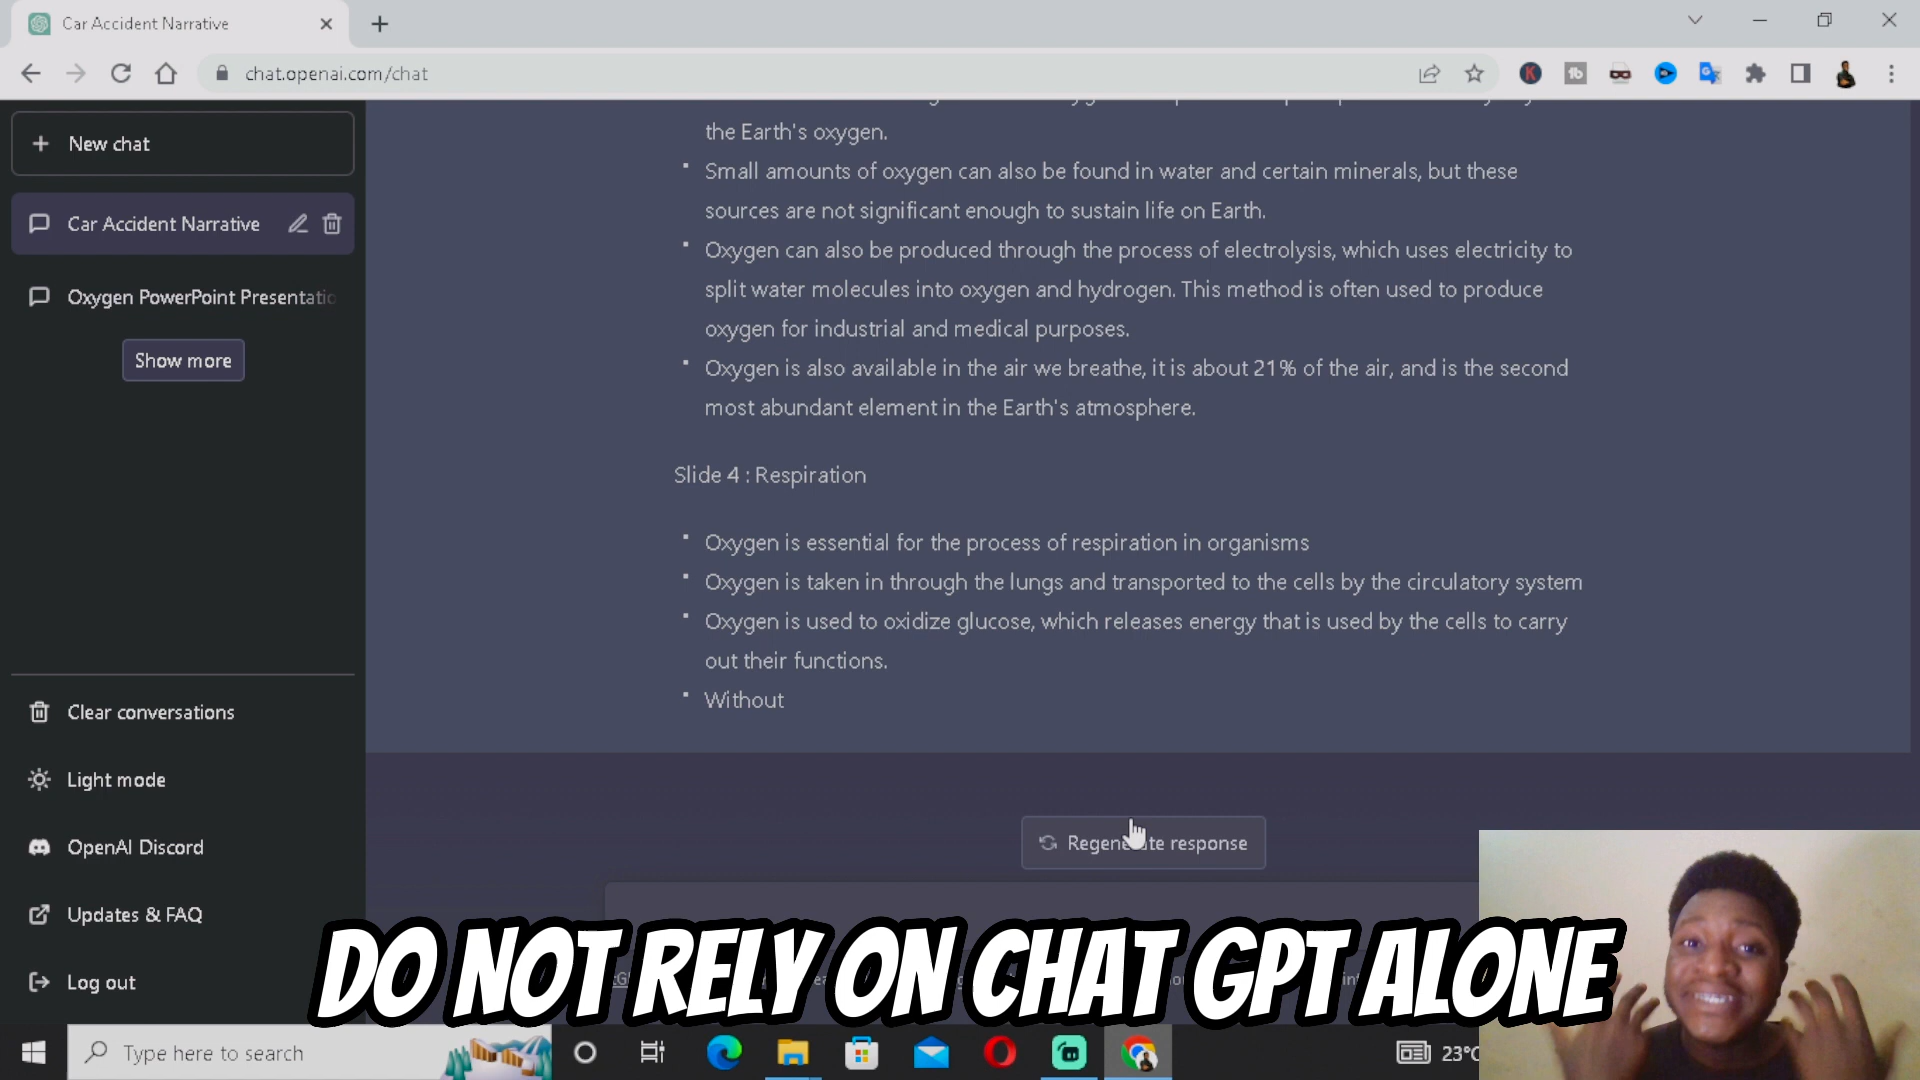 Car Accident Narrative
chat.openai.com/chat
New chat
Car Accident Narrative
Oxygen PowerPoint Presentatio
Show more
Clear conversations
Light mode
OpenAI Discord
Updates & FAQ
Log out
the Earth's oxygen.
Small amounts of oxygen can also be found in water and certain minerals, but these
sources are not significant enough to sustain life on Earth.
Oxygen can also be produced through the process of electrolysis, which uses electricity to
split water molecules into oxygen and hydrogen. This method is often used to produce
oxygen for industrial and medical purposes.
Oxygen is also available in the air we breathe, it is about 21% of the air, and is the second
most abundant element in the Earth's atmosphere.
Slide 4 : Respiration
Oxygen is essential for the process of respiration in organisms
Oxygen is taken in through the lungs and transported to the cells by the circulatory system
Oxygen is used to oxidize glucose, which releases energy that is used by the cells to carry
out their functions.
Without
Regenerate response
DO NOT RELY ON CHAT GPT ALONE
Type here to search
23°C